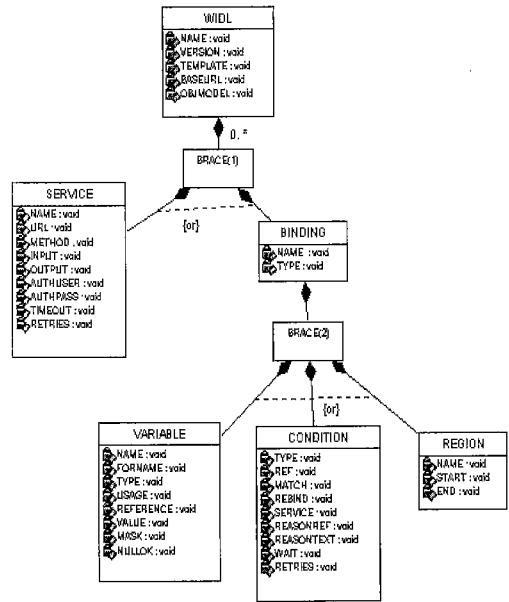 WIDL
NAME : void
VERSION : void
TEMPLATE : void
BASEURL : void
OBJMODEL : void
0..*
BRACE(1)
SERVICE
NAME : void
URL : void
METHOD : void
INPUT : void
OUTPUT : void
AUTHUSER : void
AUTHPASS : void
TIMEOUT : void
RETRIES : void
{or}
BINDING
NAME : void
TYPE : void
BRACE(2)
{or}
VARIABLE
NAME : void
FORMNAME : void
TYPE : void
USAGE : void
REFERENCE : void
VALUE : void
MASK : void
NULLOK : void
CONDITION
TYPE : void
REF : void
MATCH : void
REBIND : void
SERVICE : void
REASONREF : void
REASONTEXT : void
WAIT : void
RETRIES : void
REGION
NAME : void
START : void
END : void